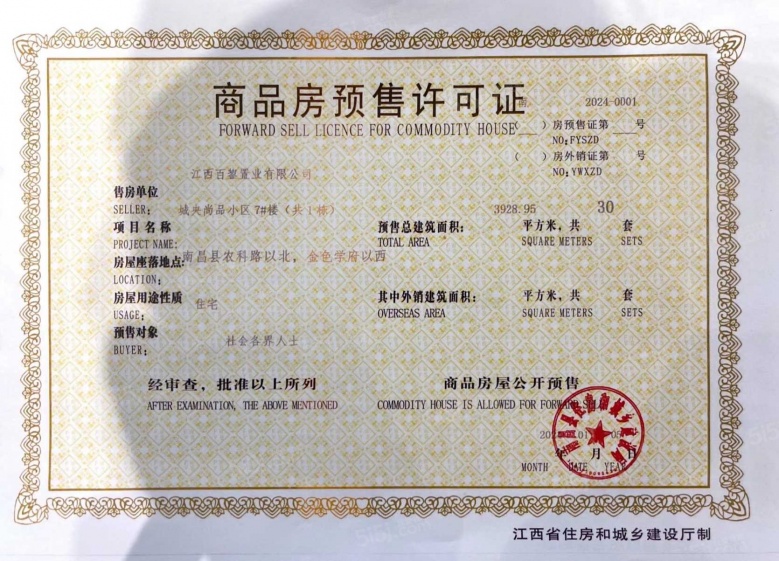 商品房预售许可证
FORWARD SELL LICENCE FOR COMMODITY HOUSE
南 2024-0001
( ) 房预售证第 号
NO:FYSZD
( ) 房外销证第 号
NO:YWXZD
江西百鋆置业有限公司
售房单位
SELLER:
城央尚品小区7#楼（共1栋） 3928.95 30
项目名称 预售总建筑面积： 平方米，共 套
PROJECT NAME: TOTAL AREA SQUARE METERS SETS
房屋座落地点: 南昌县农科路以北，金色学府以西
LOCATION:
房屋用途性质 住宅 其中外销建筑面积： 平方米，共 套
USAGE: OVERSEAS AREA SQUARE METERS SETS
预售对象
BUYER: 社会各界人士
经审查，批准以上所列 商品房屋公开预售
AFTER EXAMINATION, THE ABOVE MENTIONED COMMODITY HOUSE IS ALLOWED FOR FORWARD
年 月 日
MONTH DATE YEAR
江西省住房和城乡建设厅制